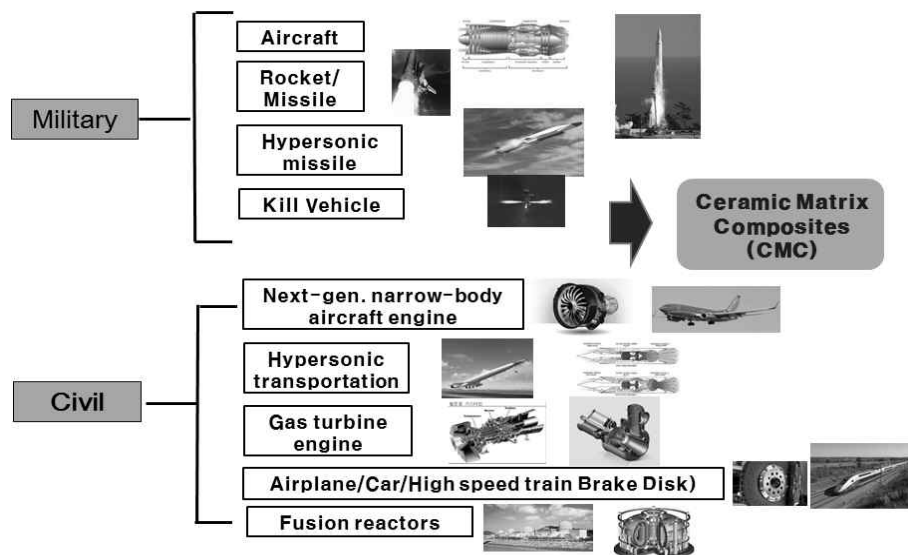 Military
Aircraft
Rocket/
Missile
Hypersonic
missile
Kill Vehicle
Ceramic Matrix
Composites
(CMC)
Civil
Next-gen. narrow-body
aircraft engine
Hypersonic
transportation
Gas turbine
engine
Airplane/Car/High speed train Brake Disk)
Fusion reactors